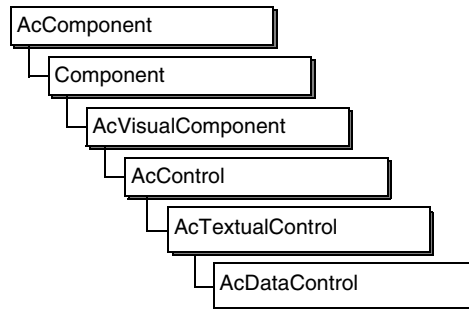 AcComponent
Component
AcVisualComponent
AcControl
AcTextualControl
AcDataControl